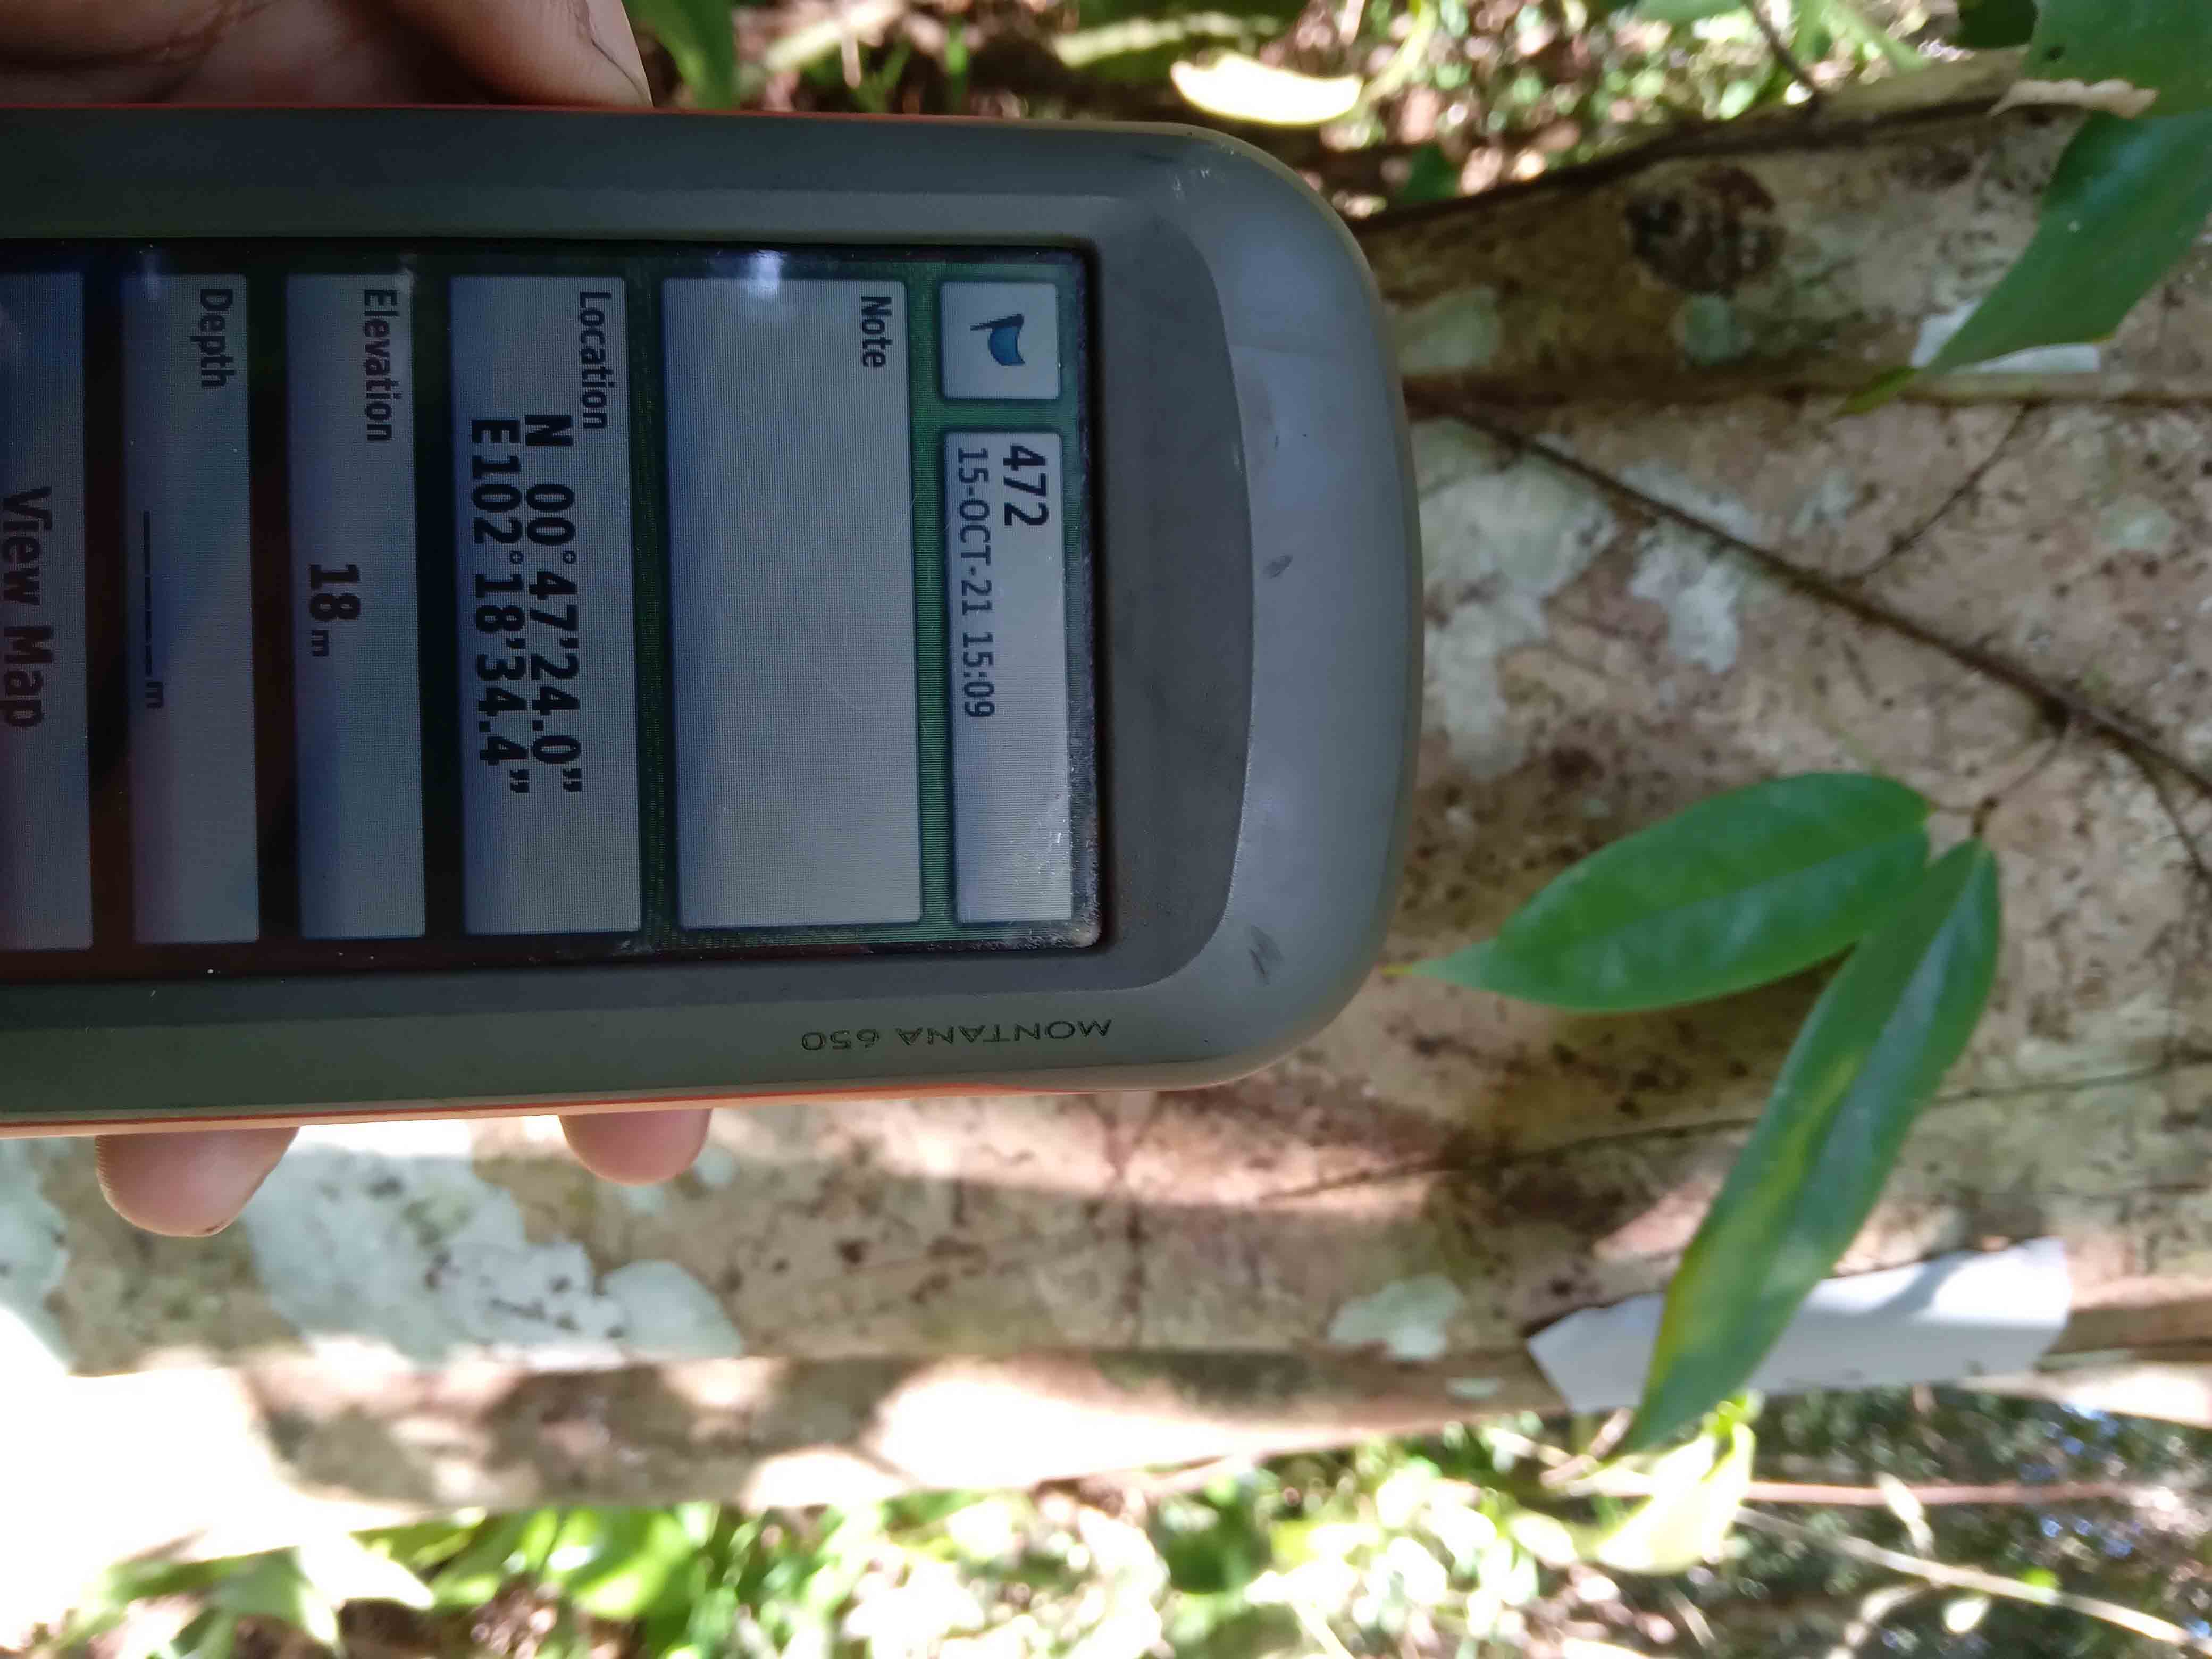 472
15-OCT-21 15:09
Note
Location
N 00°47'24.0"
E102°18'34.4"
Elevation
18 m
Depth
_____m
View Map
MONTANA 650